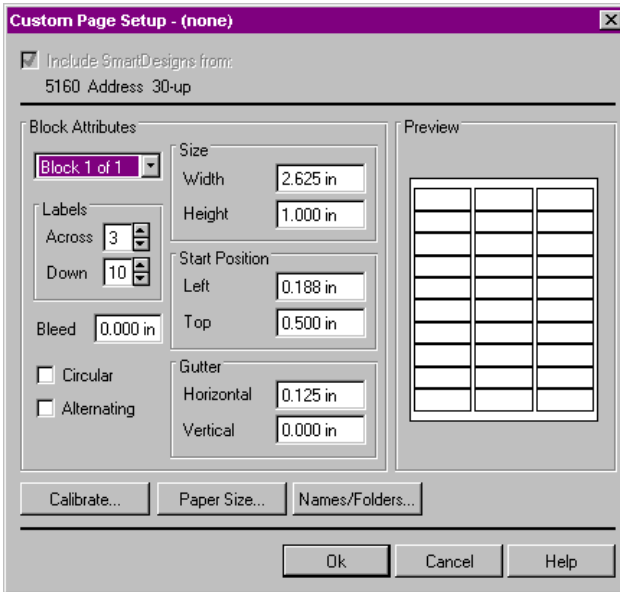 Custom Page Setup - (none)
Include SmartDesigns from:
5160 Address 30-up
Block Attributes
Block 1 of 1
Labels
Across 3
Down 10
Bleed 0.000 in
Circular
Alternating
Size
Width 2.625 in
Height 1.000 in
Start Position
Left 0.188 in
Top 0.500 in
Gutter
Horizontal 0.125 in
Vertical 0.000 in
Preview
Calibrate... Paper Size... Names/Folders...
Ok Cancel Help